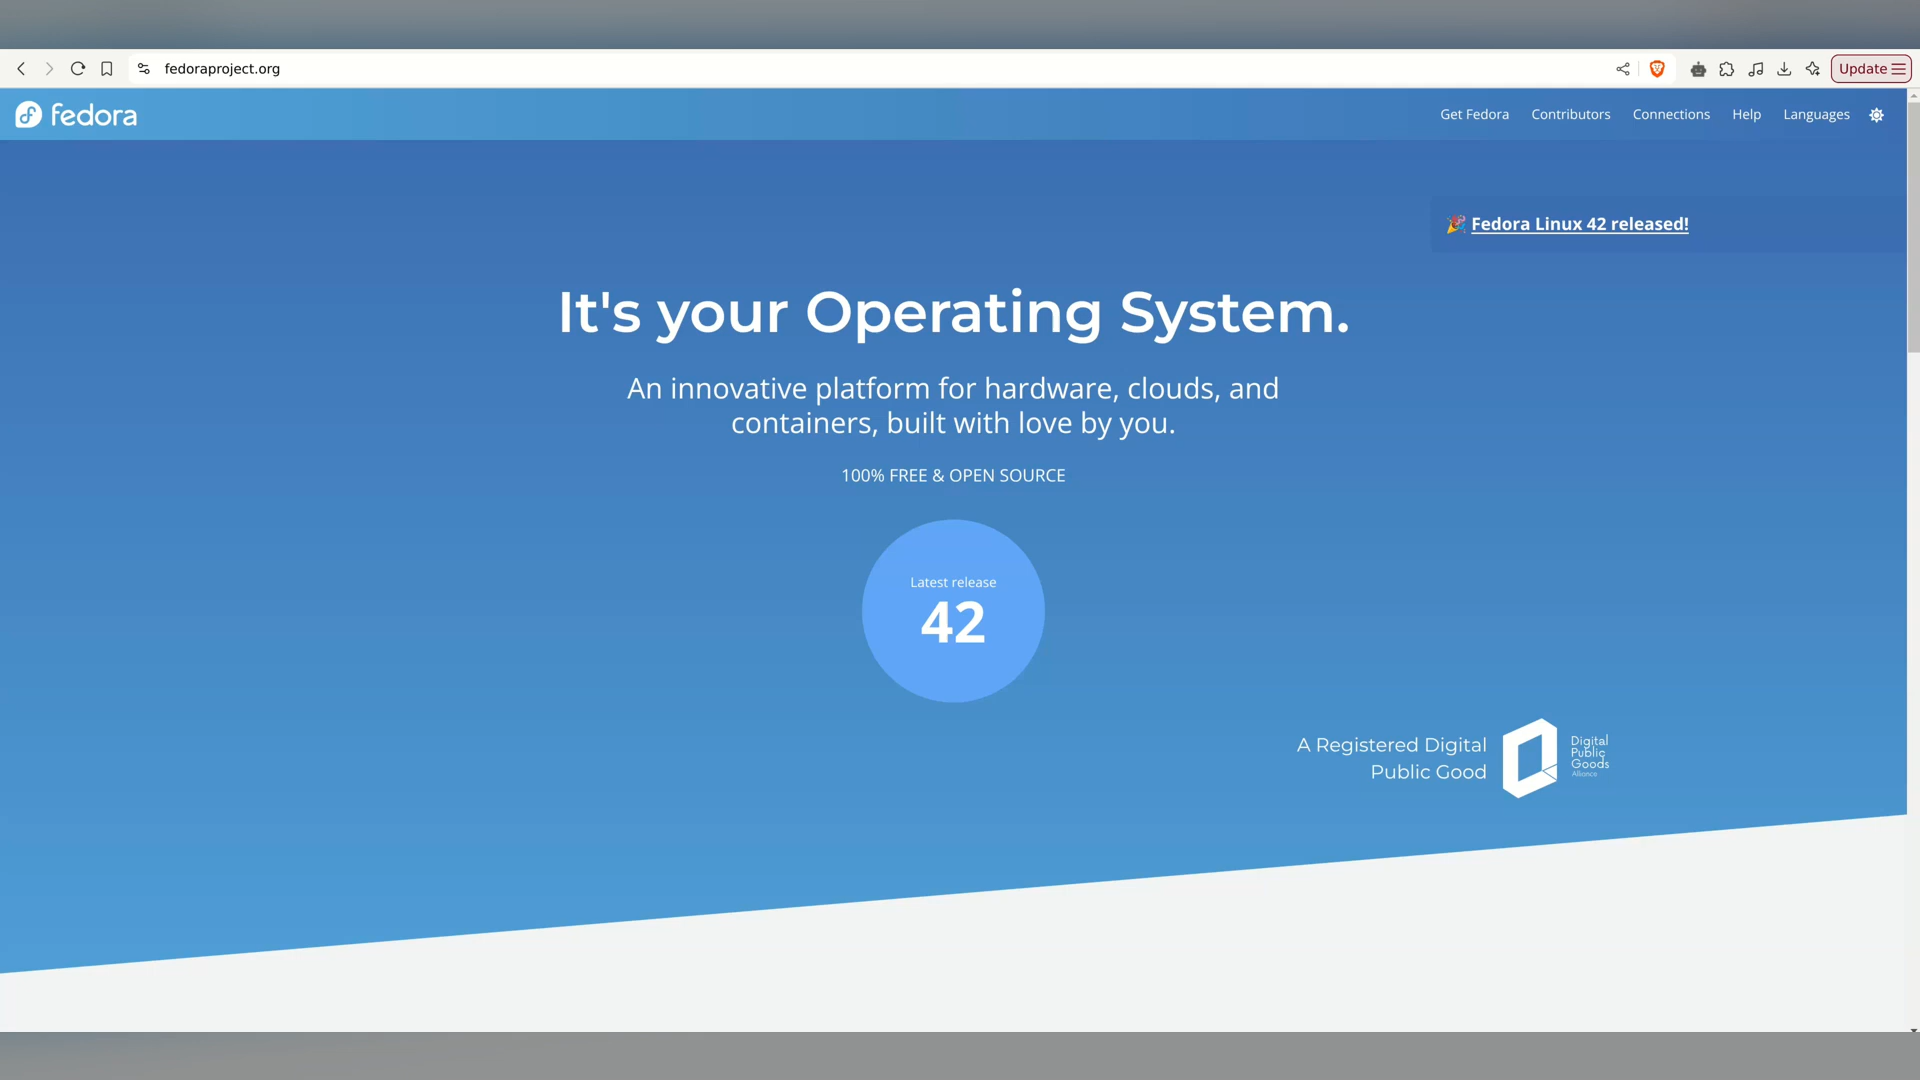 fedoraproject.org
Update
fedora
Get Fedora Contributors Connections Help Languages
🎉 Fedora Linux 42 released!
It's your Operating System.
An innovative platform for hardware, clouds, and
containers, built with love by you.
100% FREE & OPEN SOURCE
Latest release
42
A Registered Digital
Public Good
Digital
Public
Goods
Alliance